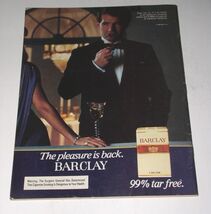 The pleasure is back.
BARCLAY
Warning: The Surgeon General Has Determined
That Cigarette Smoking Is Dangerous to Your Health.
BARCLAY
99% tar free.